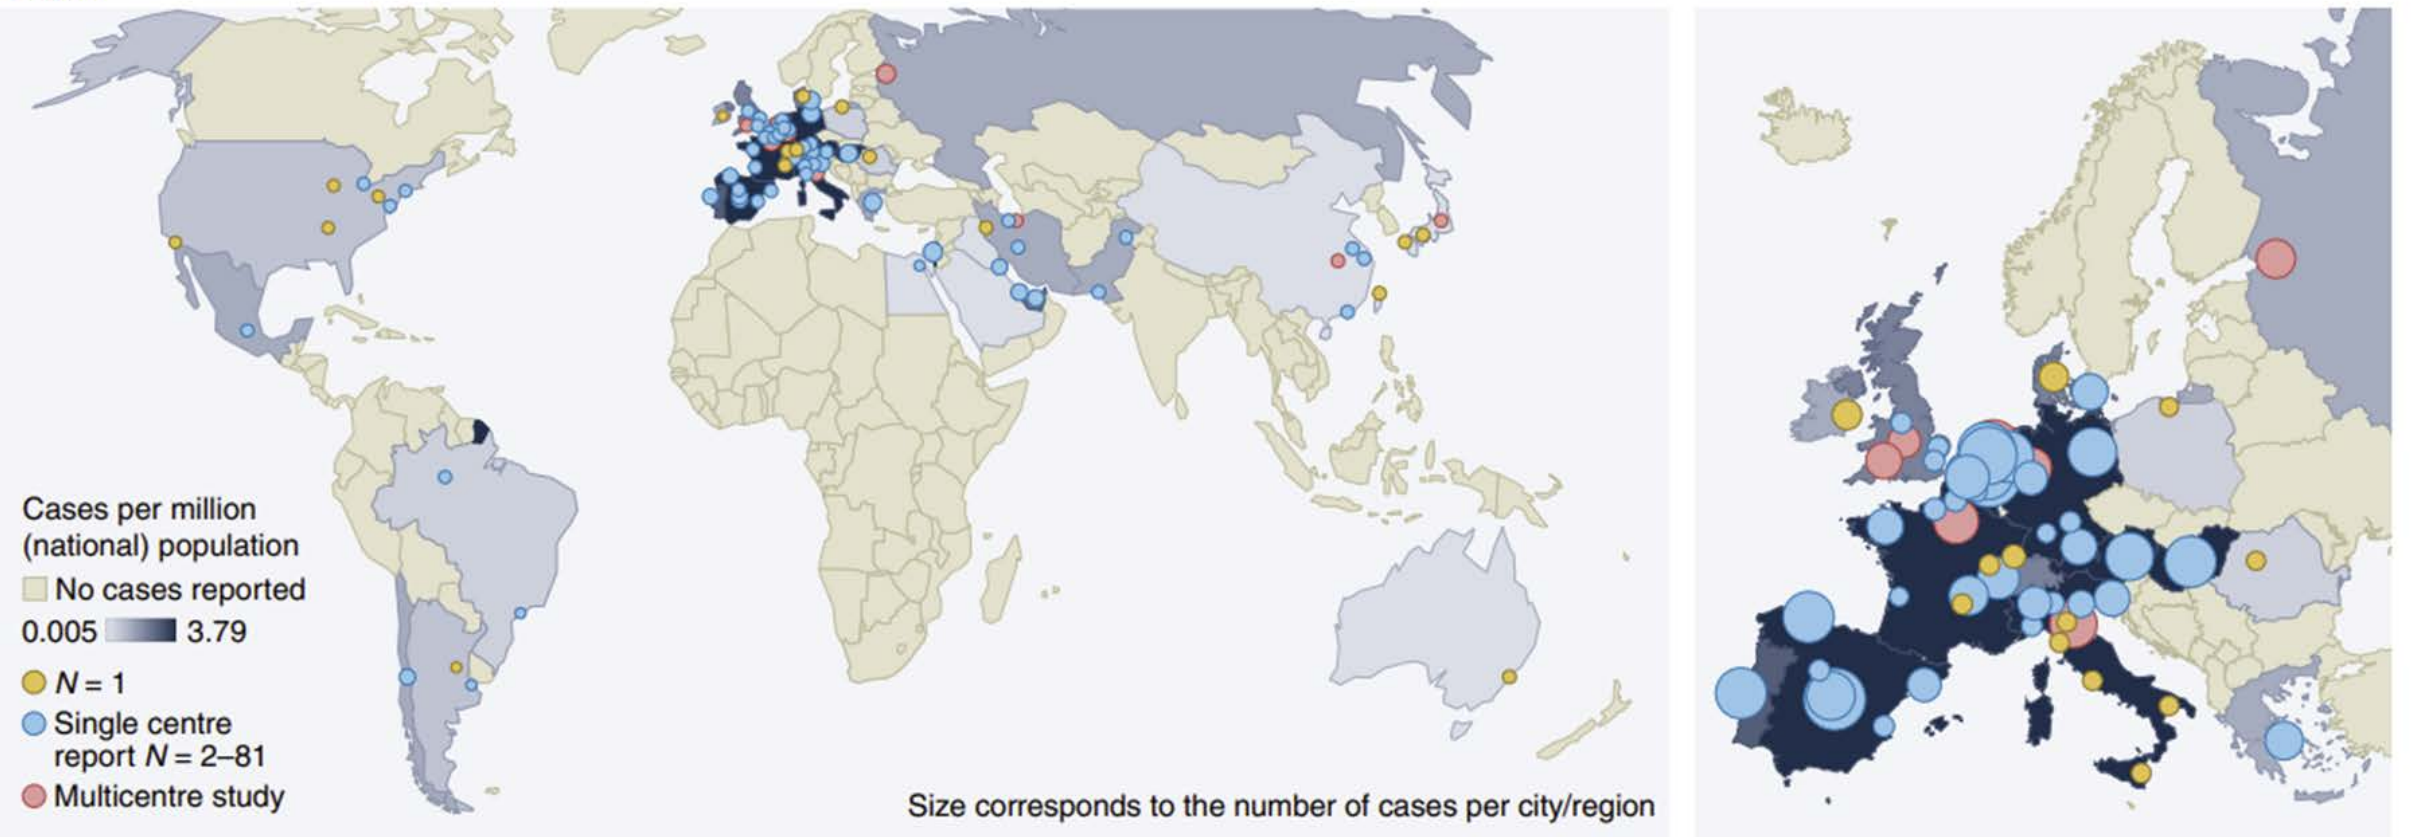 Cases per million
(national) population
No cases reported
0.005 3.79
N = 1
Single centre
report N = 2–81
Multicentre study
Size corresponds to the number of cases per city/region